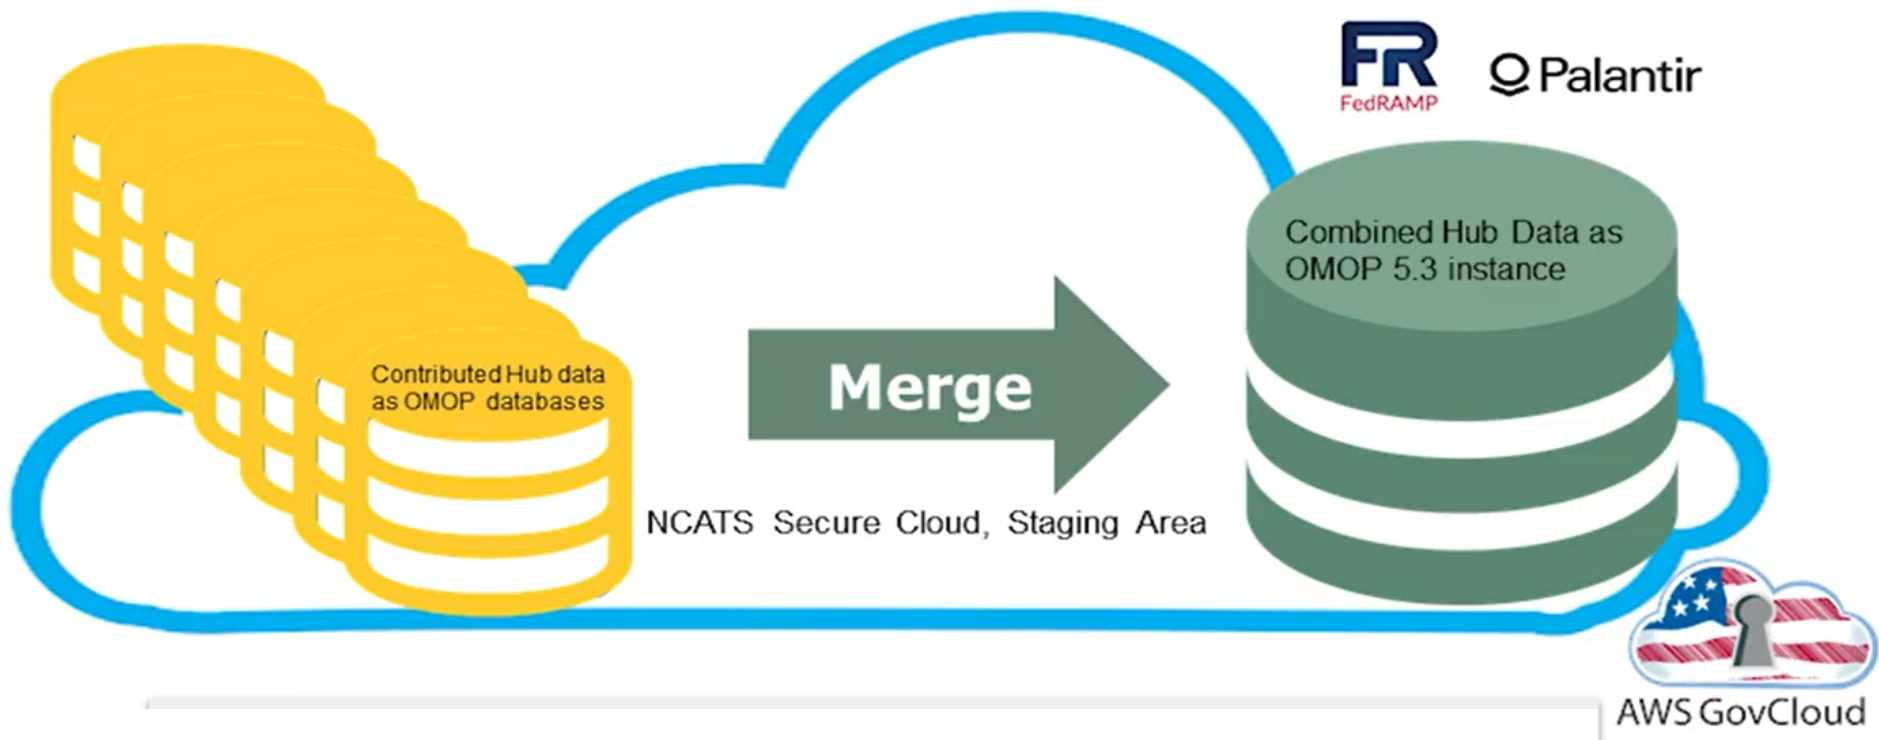 FR
FedRAMP
Palantir
Combined Hub Data as
OMOP 5.3 instance
Contributed Hub data
as OMOP databases
Merge
NCATS Secure Cloud, Staging Area
AWS GovCloud